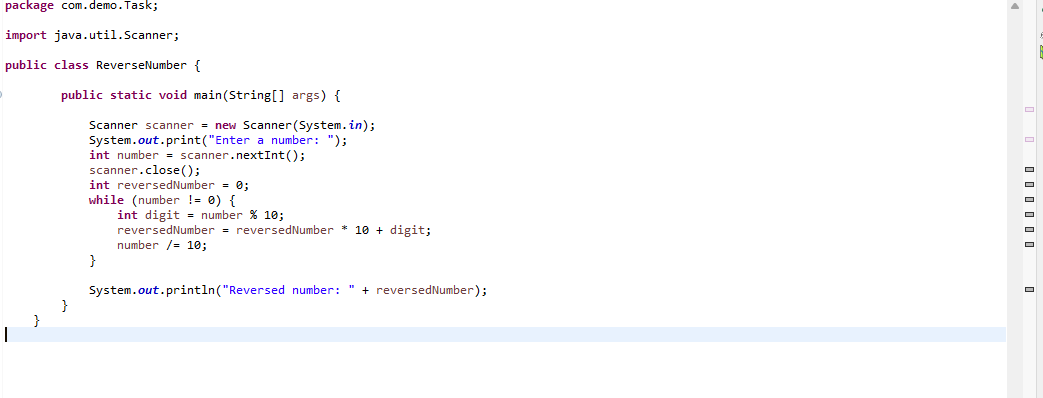 package com.demo.Task;
import java.util.Scanner;
public class ReverseNumber {
public static void main(String[] args) {
Scanner scanner = new Scanner(System.in);
System.out.print("Enter a number: ");
int number = scanner.nextInt();
scanner.close();
int reversedNumber = 0;
while (number != 0) {
int digit = number % 10;
reversedNumber = reversedNumber * 10 + digit;
number /= 10;
}
System.out.println("Reversed number: " + reversedNumber);
}
}